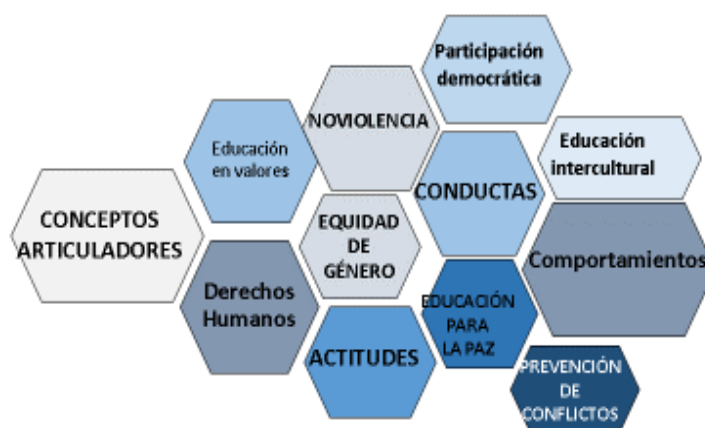 Participación
democrática
NOVIOLENCIA
Educación
en valores
Educación
intercultural
CONDUCTAS
CONCEPTOS
ARTICULADORES
EQUIDAD
DE
GÉNERO
Comportamientos
Derechos
Humanos
EDUCACIÓN
PARA
LA PAZ
ACTITUDES
PREVENCIÓN
DE
CONFLICTOS